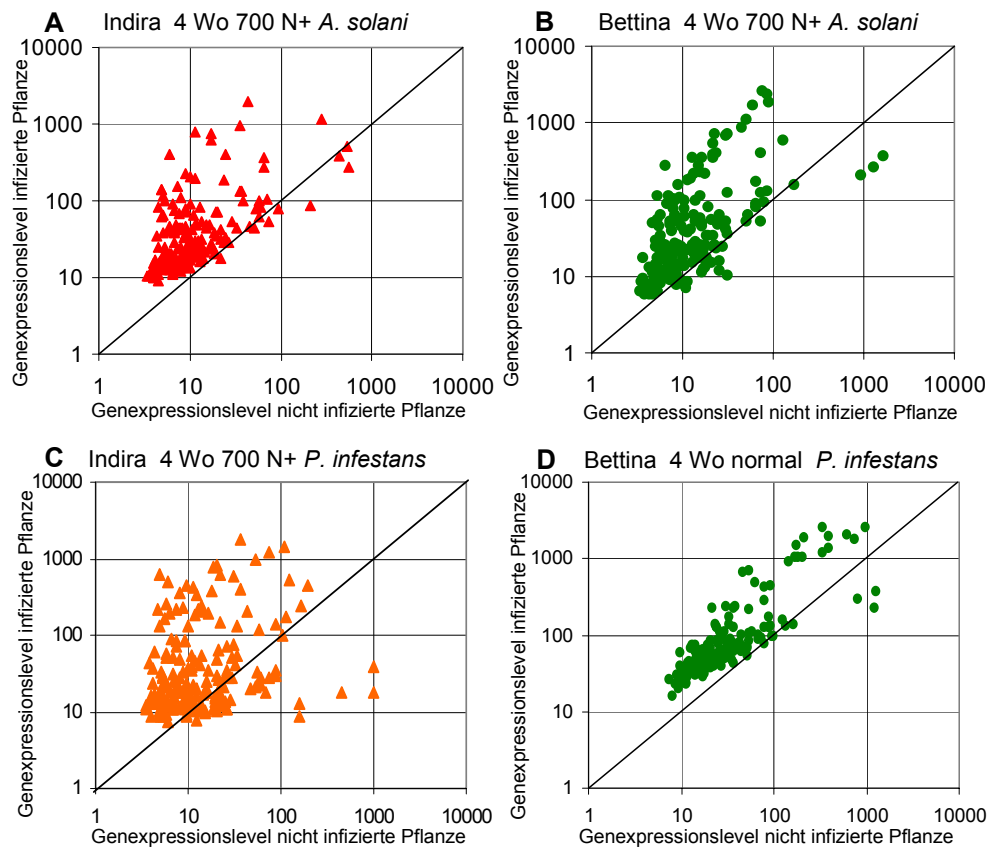 A Indira 4 Wo 700 N+ A. solani
Genexpressionslevel infizierte Pflanze
10000
1000
100
10
1
1 10 100 1000 10000
Genexpressionslevel nicht infizierte Pflanze
B Bettina 4 Wo 700 N+ A. solani
Genexpressionslevel infizierte Pflanze
10000
1000
100
10
1
1 10 100 1000 10000
Genexpressionslevel nicht infizierte Pflanze
C Indira 4 Wo 700 N+ P. infestans
Genexpressionslevel infizierte Pflanze
10000
1000
100
10
1
1 10 100 1000 10000
Genexpressionslevel nicht infizierte Pflanze
D Bettina 4 Wo normal P. infestans
Genexpressionslevel infizierte Pflanze
10000
1000
100
10
1
1 10 100 1000 10000
Genexpressionslevel nicht infizierte Pflanze